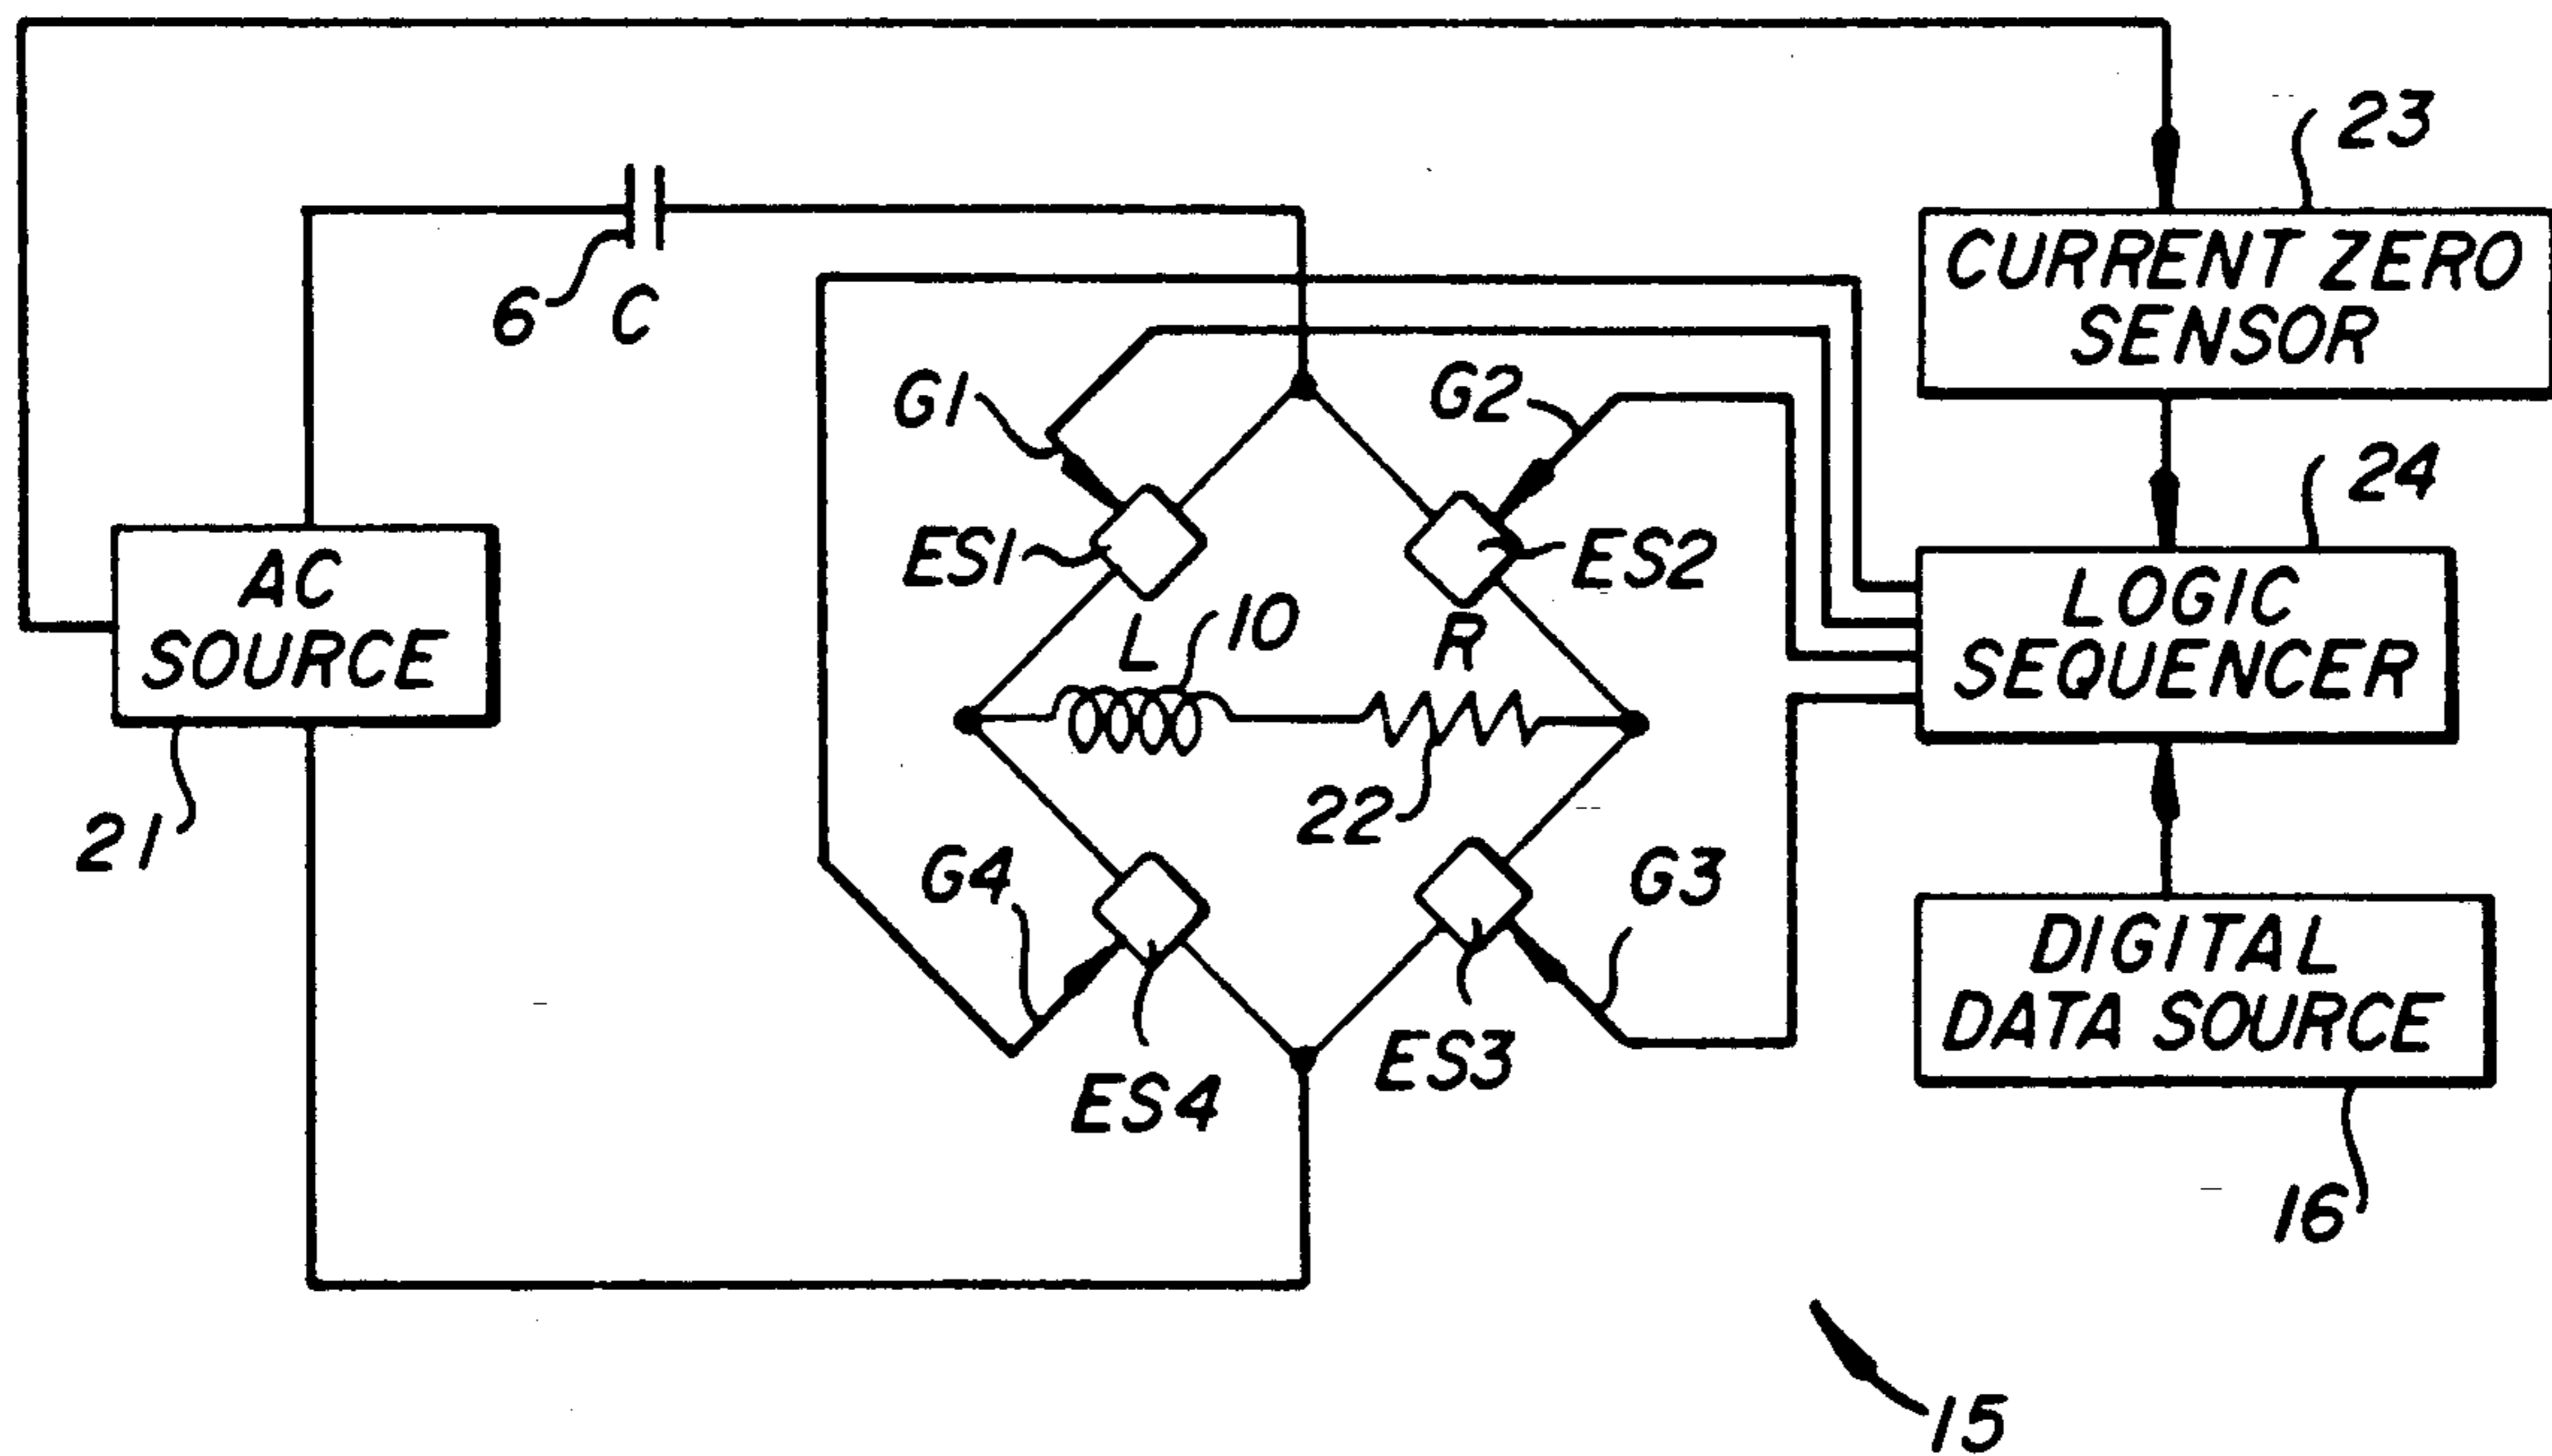 23
CURRENT ZERO
SENSOR
6 C
G1
G2
24
ES1
ES2
AC
SOURCE
LOGIC
SEQUENCER
L
10
R
21
22
G4
G3
DIGITAL
DATA SOURCE
ES4
ES3
16
15